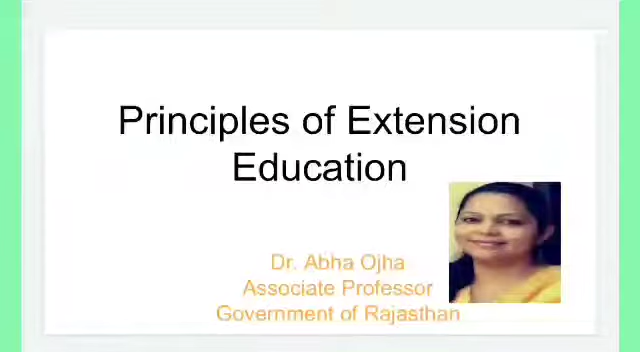 Principles of Extension
Education
Dr. Abha Ojha
Associate Professor
Government of Rajasthan